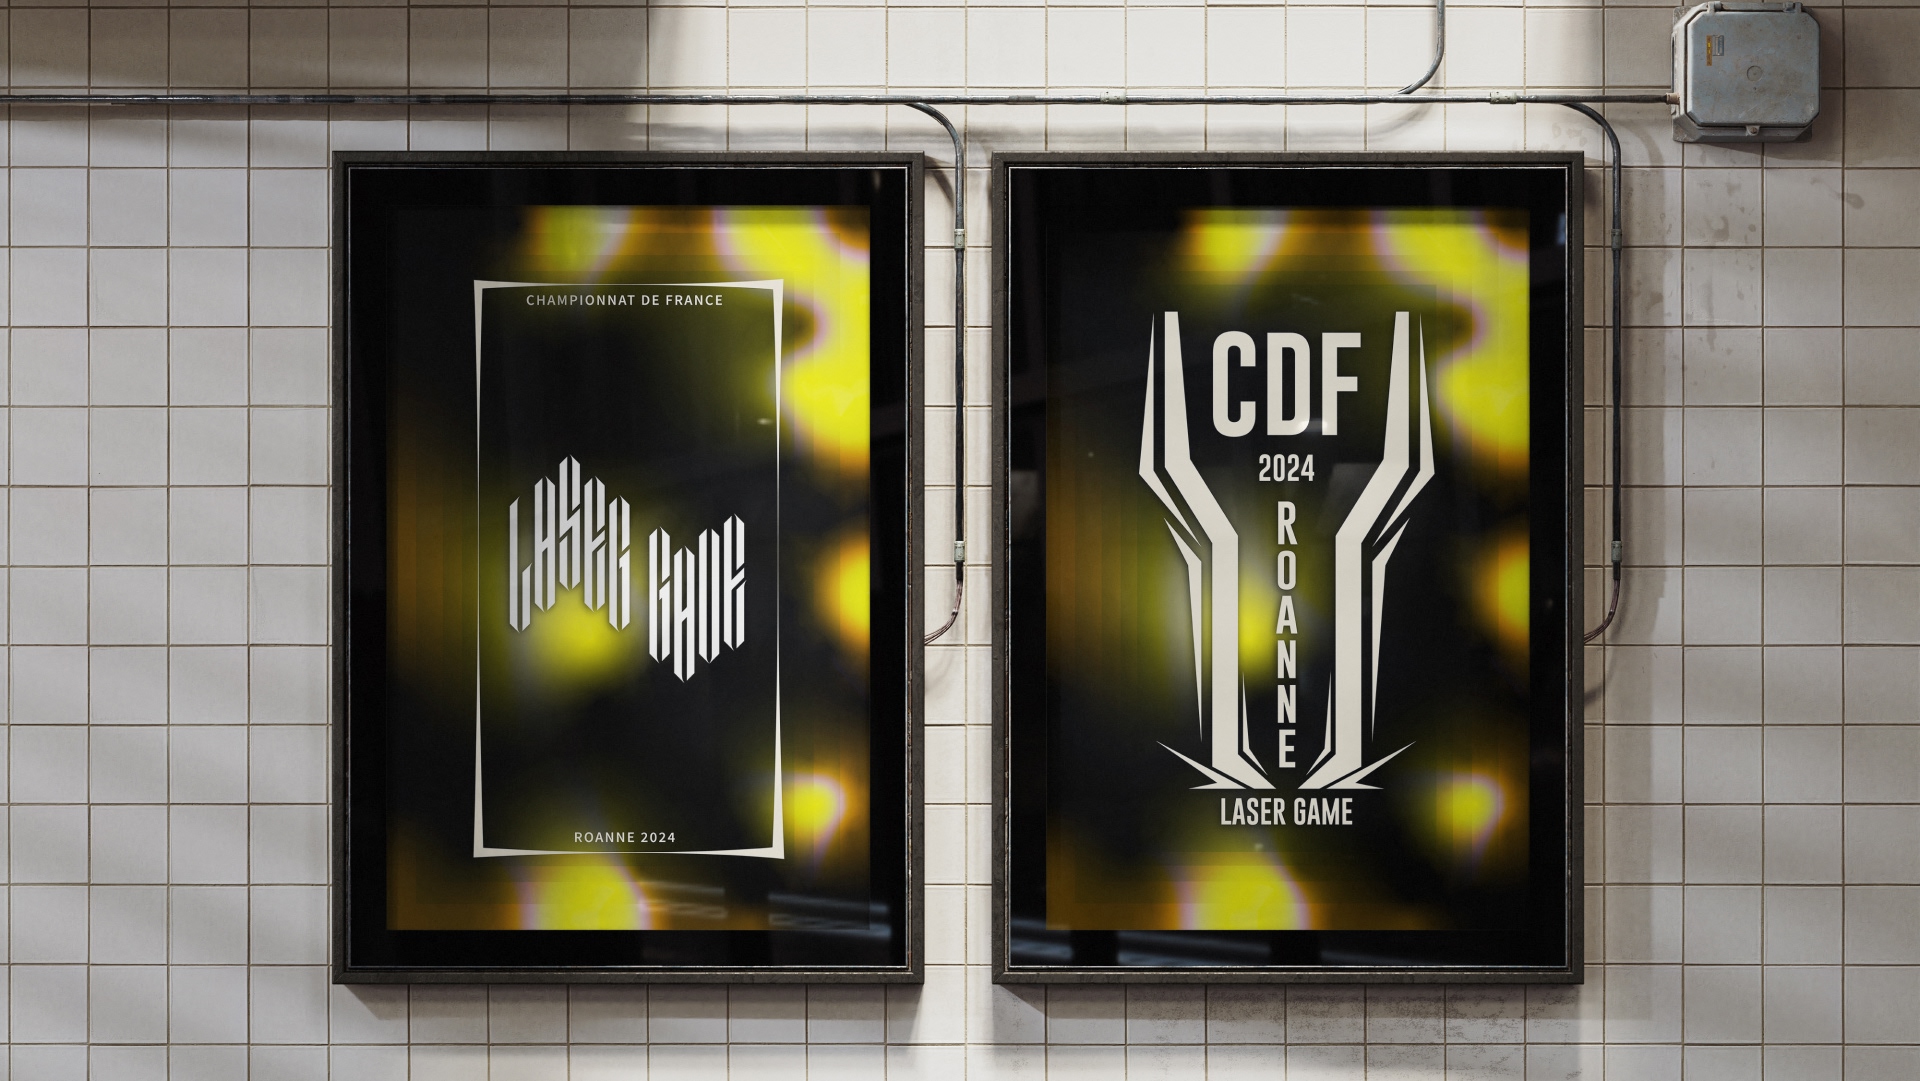 CHAMPIONNAT DE FRANCE
LASER
GAME
ROANNE 2024
CDF
2024
ROANNE
LASER GAME